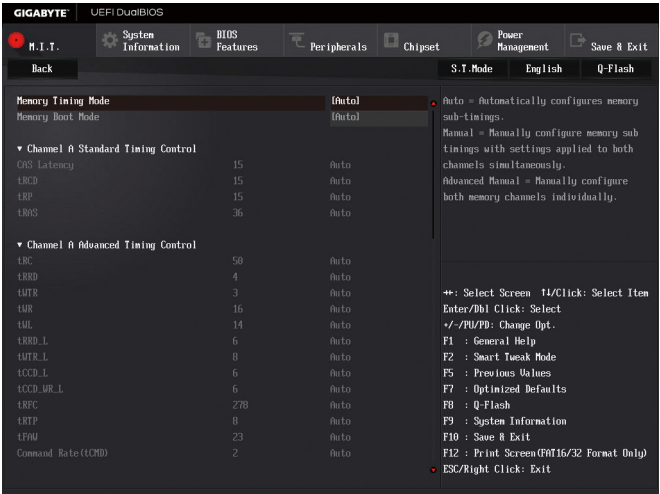 GIGABYTE™ UEFI DualBIOS
M.I.T.
System Information
BIOS Features
Peripherals
Chipset
Power Management
Save & Exit
Back
S.T.Mode English Q-Flash
Memory Timing Mode [Auto]
Memory Boot Mode [Auto]
▼ Channel A Standard Timing Control
CAS Latency 15 Auto
tRCD 15 Auto
tRP 15 Auto
tRAS 36 Auto
▼ Channel A Advanced Timing Control
tRC 50 Auto
tRRD 4 Auto
tWTR 3 Auto
tWR 16 Auto
tWL 14 Auto
tRRD_L 6 Auto
tWTR_L 8 Auto
tCCD_L 6 Auto
tCCD_WR_L 6 Auto
tRFC 278 Auto
tRTP 8 Auto
tFAW 23 Auto
Command Rate(tCMD) 2 Auto
Auto = Automatically configures memory
sub-timings.
Manual = Manually configure memory sub
timings with settings applied to both
channels simultaneously.
Advanced Manual = Manually configure
both memory channels individually.
→←: Select Screen ↑↓/Click: Select Item
Enter/Dbl Click: Select
+/-/PU/PD: Change Opt.
F1 : General Help
F2 : Smart Tweak Mode
F5 : Previous Values
F7 : Optimized Defaults
F8 : Q-Flash
F9 : System Information
F10 : Save & Exit
F12 : Print Screen(FAT16/32 Format Only)
ESC/Right Click: Exit